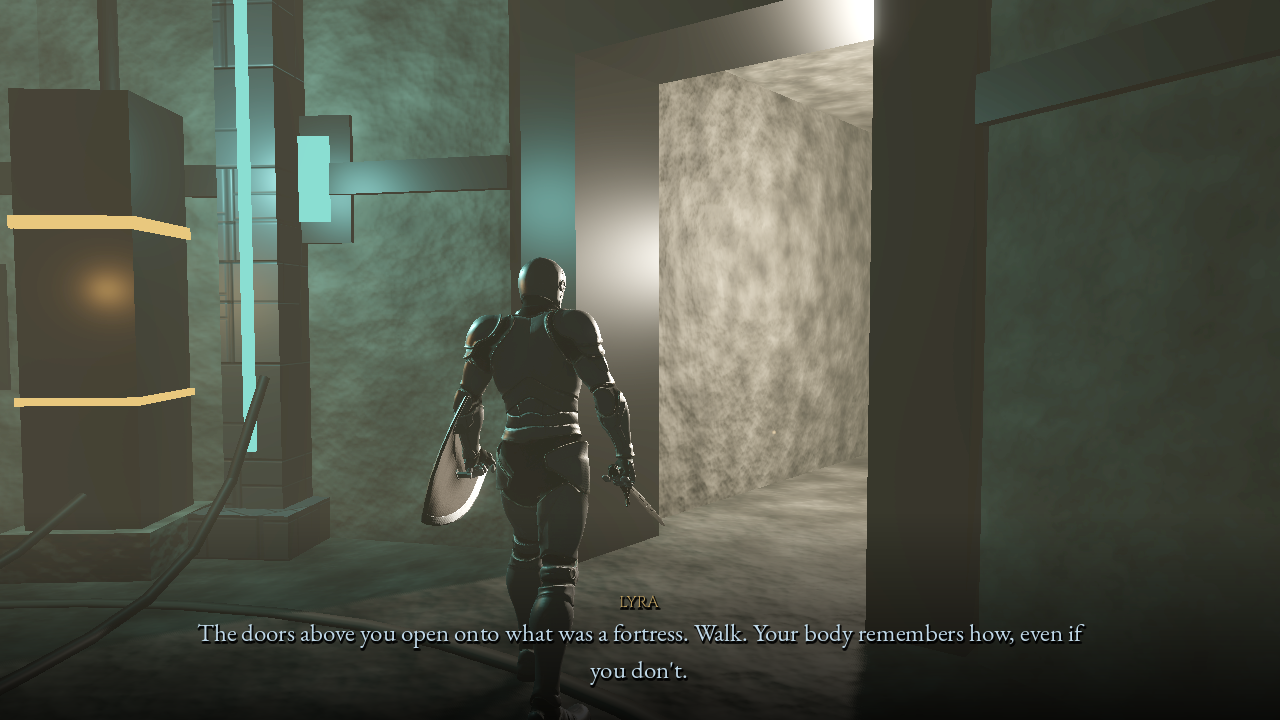 LYRA
The doors above you open onto what was a fortress. Walk. Your body remembers how, even if
you don't.